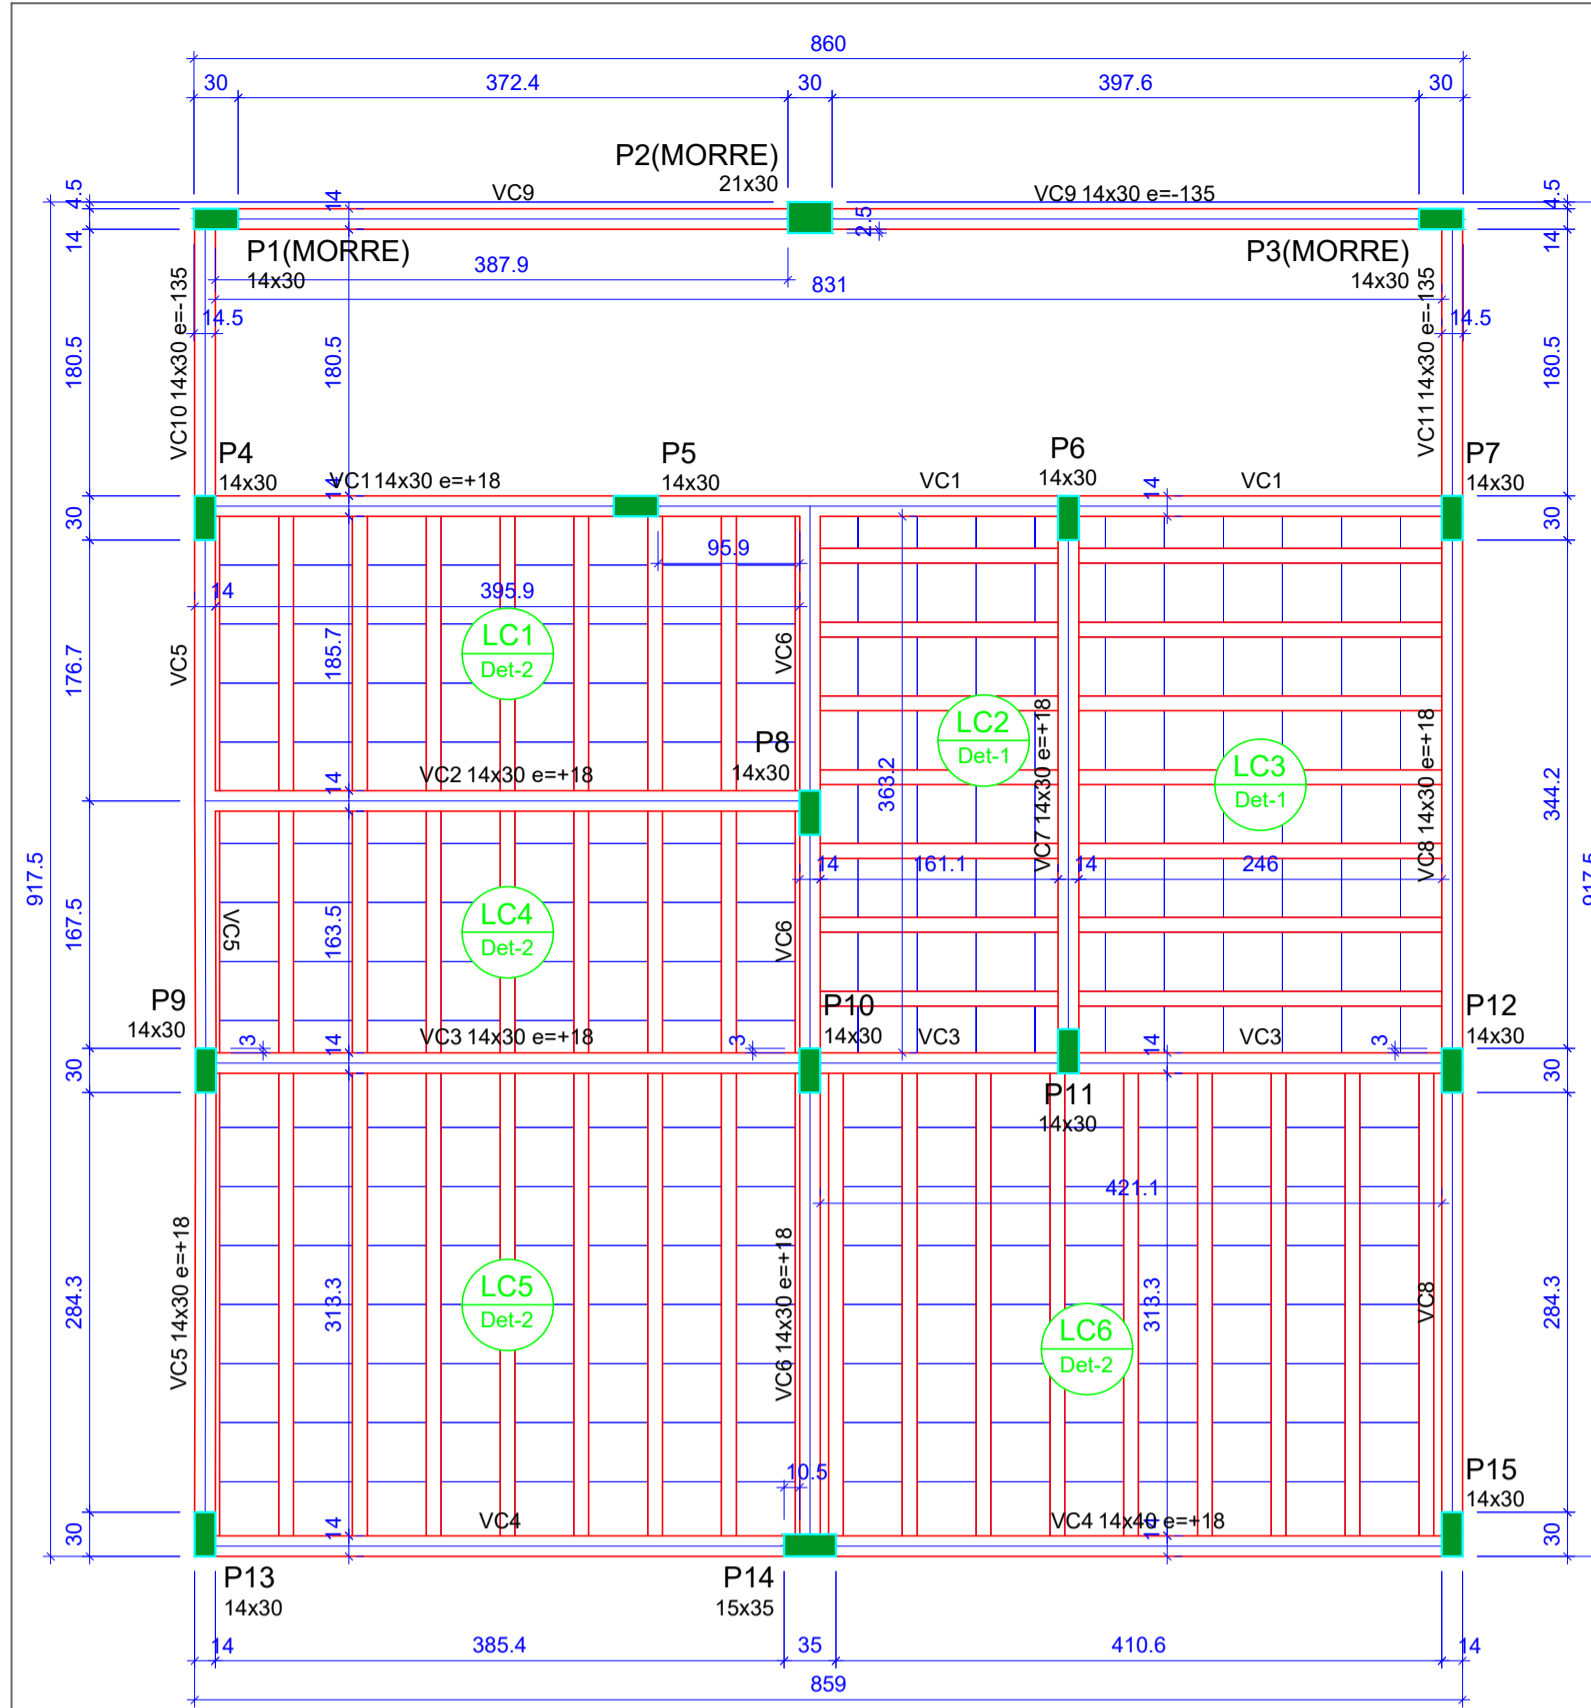 860
30 372.4 30 397.6 30
P2(MORRE)
21x30
4.5 14 VC9 VC9 14x30 e=-135 4.5
14 2.5 14
P1(MORRE) P3(MORRE)
14x30 387.9 14x30
831
14.5 14.5
VC10 14x30 e=-135 VC11 14x30 e=-135
180.5 180.5 180.5
P4 P5 P6 P7
14x30 VC1 14x30 e=+18 14x30 VC1 14x30 VC1 14x30
14 14
30 30
95.9
14 395.9
LC1
Det-2
VC5 176.7 185.7 VC6
P8
14x30
LC2
Det-1
LC3
Det-1
VC2 14x30 e=+18
14
363.2
VC7 14x30 e=+18 VC8 14x30 e=+18
344.2
917.5 917.5
14 161.1 14 246
LC4
Det-2
167.5 VC5 163.5 VC6
P9 P10 P12
14x30 14x30 14x30
VC3 14x30 e=+18 VC3 VC3
3 14 3 14 3
30 30
P11
14x30
421.1
LC5
Det-2
LC6
Det-2
284.3 VC5 14x30 e=+18 313.3 VC6 14x30 e=+18 313.3 VC8 284.3
10.5
P15
14x30
VC4 VC4 14x40 e=+18
30 14 14 30
P13 P14
14x30 15x35
14 385.4 35 410.6 14
859